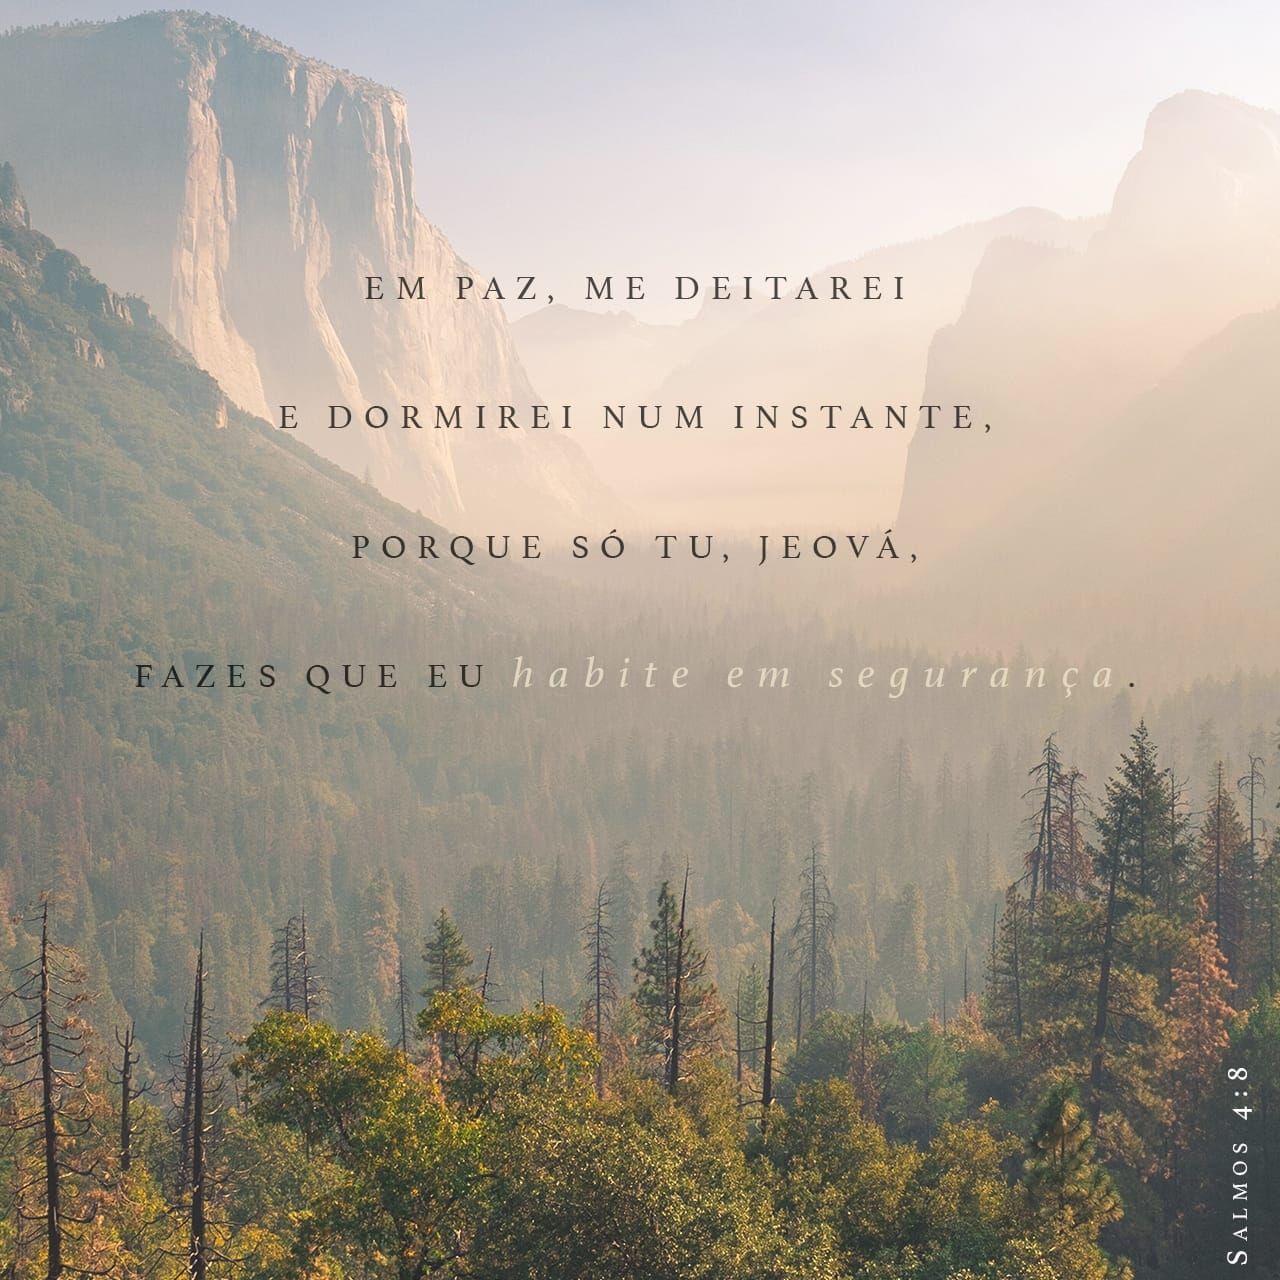 EM PAZ, ME DEITAREI
E DORMIREI NUM INSTANTE,
PORQUE SÓ TU, JEOVÁ,
FAZES QUE EU habite em segurança.
SALMOS 4:8